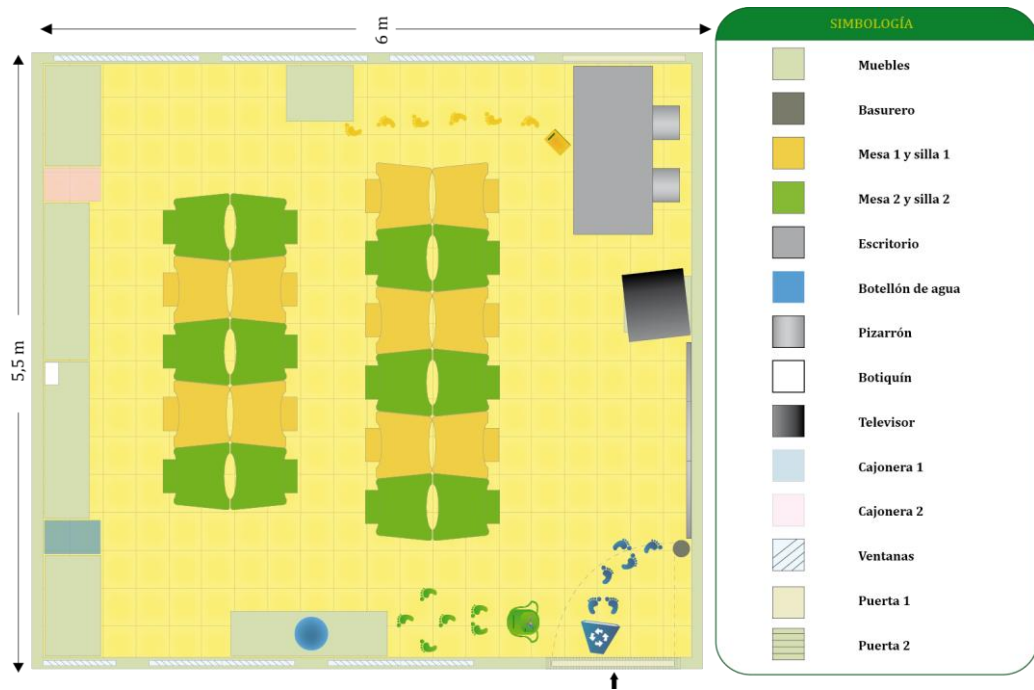 6 m
5,5 m
SIMBOLOGÍA
Muebles
Basurero
Mesa 1 y silla 1
Mesa 2 y silla 2
Escritorio
Botellón de agua
Pizarrón
Botiquín
Televisor
Cajonera 1
Cajonera 2
Ventanas
Puerta 1
Puerta 2